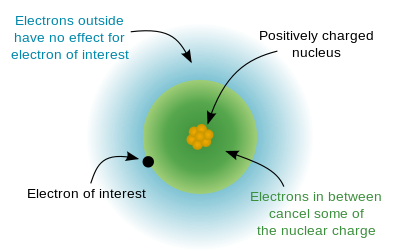 Electrons outside
have no effect for
electron of interest
Positively charged
nucleus
Electron of interest
Electrons in between
cancel some of
the nuclear charge